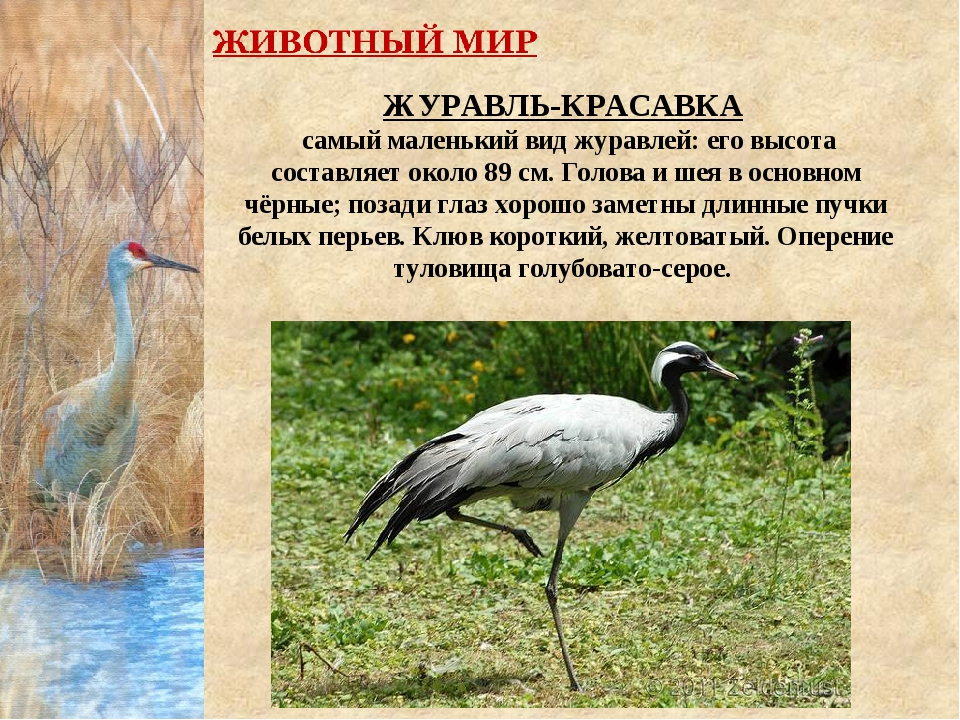 ЖИВОТНЫЙ МИР
ЖУРАВЛЬ-КРАСАВКА
самый маленький вид журавлей: его высота
составляет около 89 см. Голова и шея в основном
чёрные; позади глаз хорошо заметны длинные пучки
белых перьев. Клюв короткий, желтоватый. Оперение
туловища голубовато-серое.